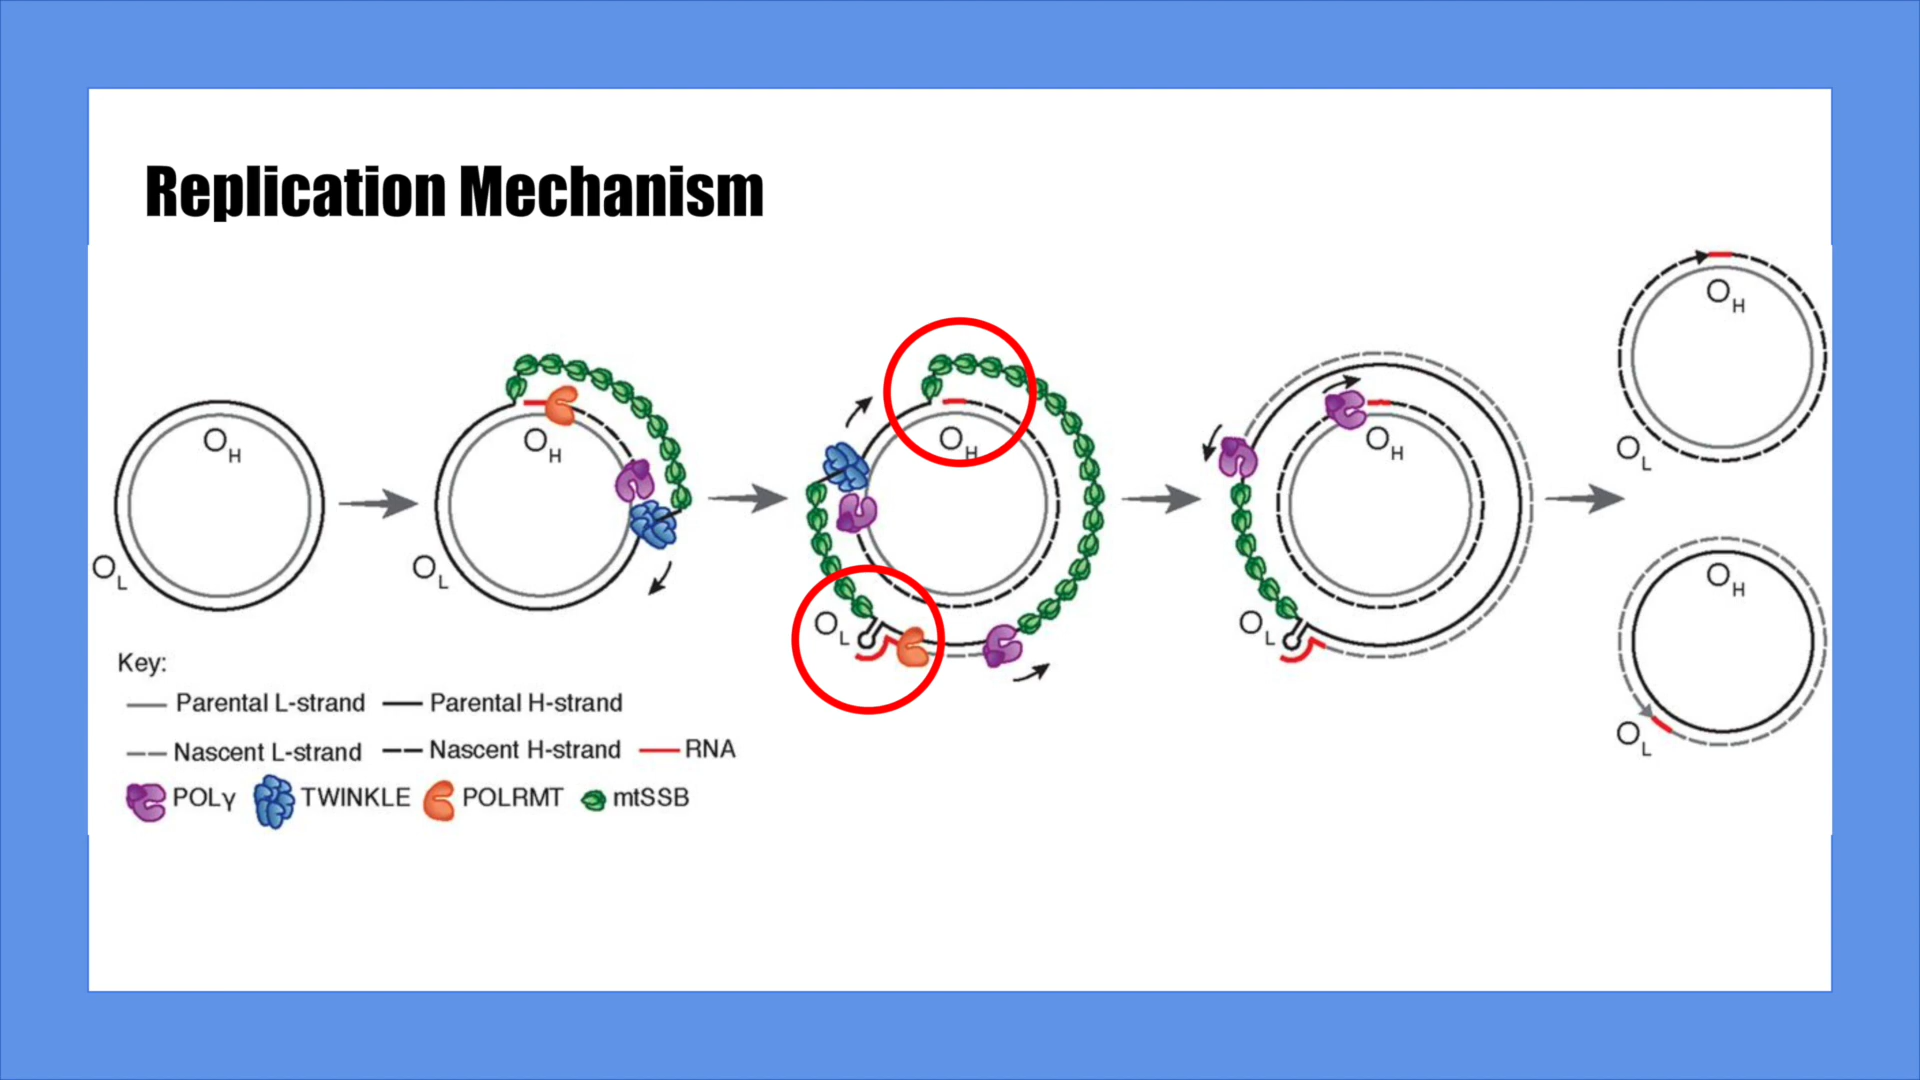 Replication Mechanism
OH
OL
OH
OL
OH
OL
OH
OL
OH
OL
OH
OL
Key:
Parental L-strand Parental H-strand
Nascent L-strand Nascent H-strand RNA
POLγ TWINKLE POLRMT mtSSB